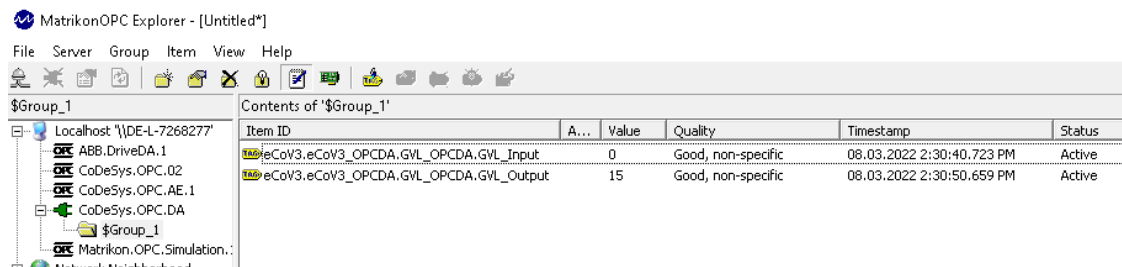 MatrikonOPC Explorer - [Untitled*]
File Server Group Item View Help
$Group_1 Contents of '$Group_1'
Localhost '\\DE-L-7268277'
ABB.DriveDA.1
CoDeSys.OPC.02
CoDeSys.OPC.AE.1
CoDeSys.OPC.DA
$Group_1
Matrikon.OPC.Simulation.:
Item ID A... Value Quality Timestamp Status
eCoV3.eCoV3_OPCDA.GVL_OPCDA.GVL_Input 0 Good, non-specific 08.03.2022 2:30:40.723 PM Active
eCoV3.eCoV3_OPCDA.GVL_OPCDA.GVL_Output 15 Good, non-specific 08.03.2022 2:30:50.659 PM Active